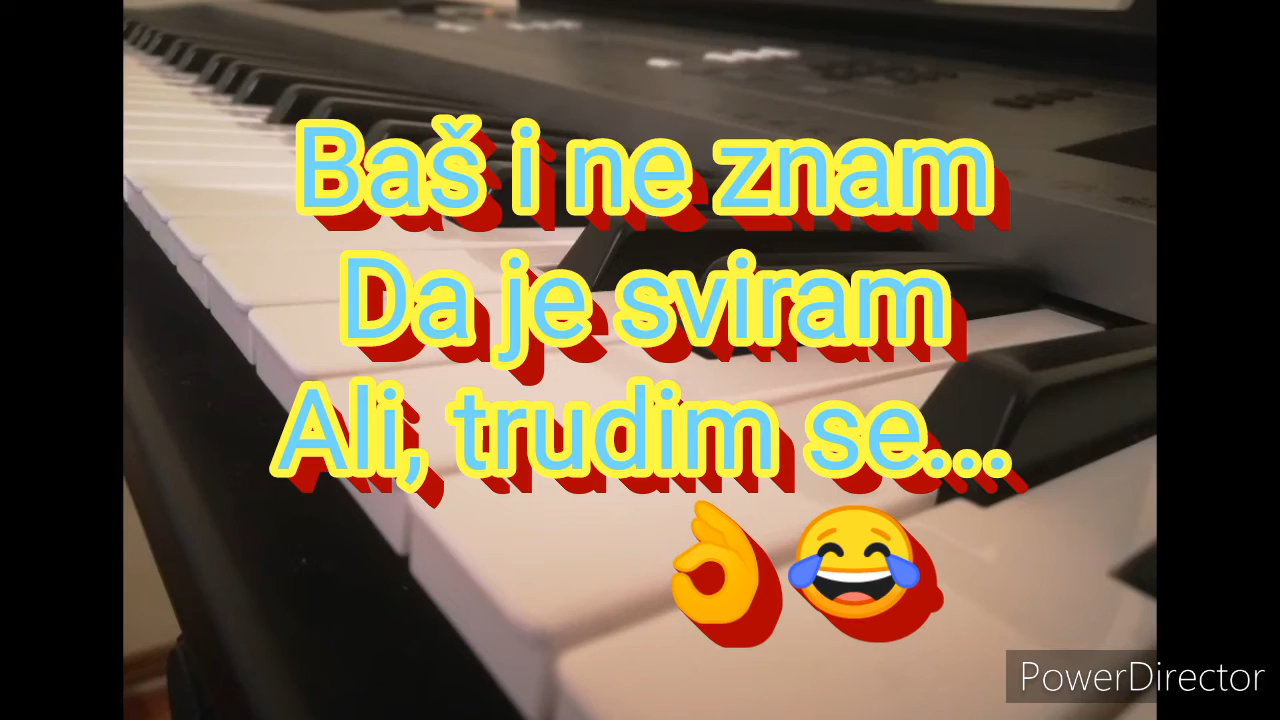 Baš i ne znam
Da je sviram
Ali, trudim se...
👌😂
PowerDirector